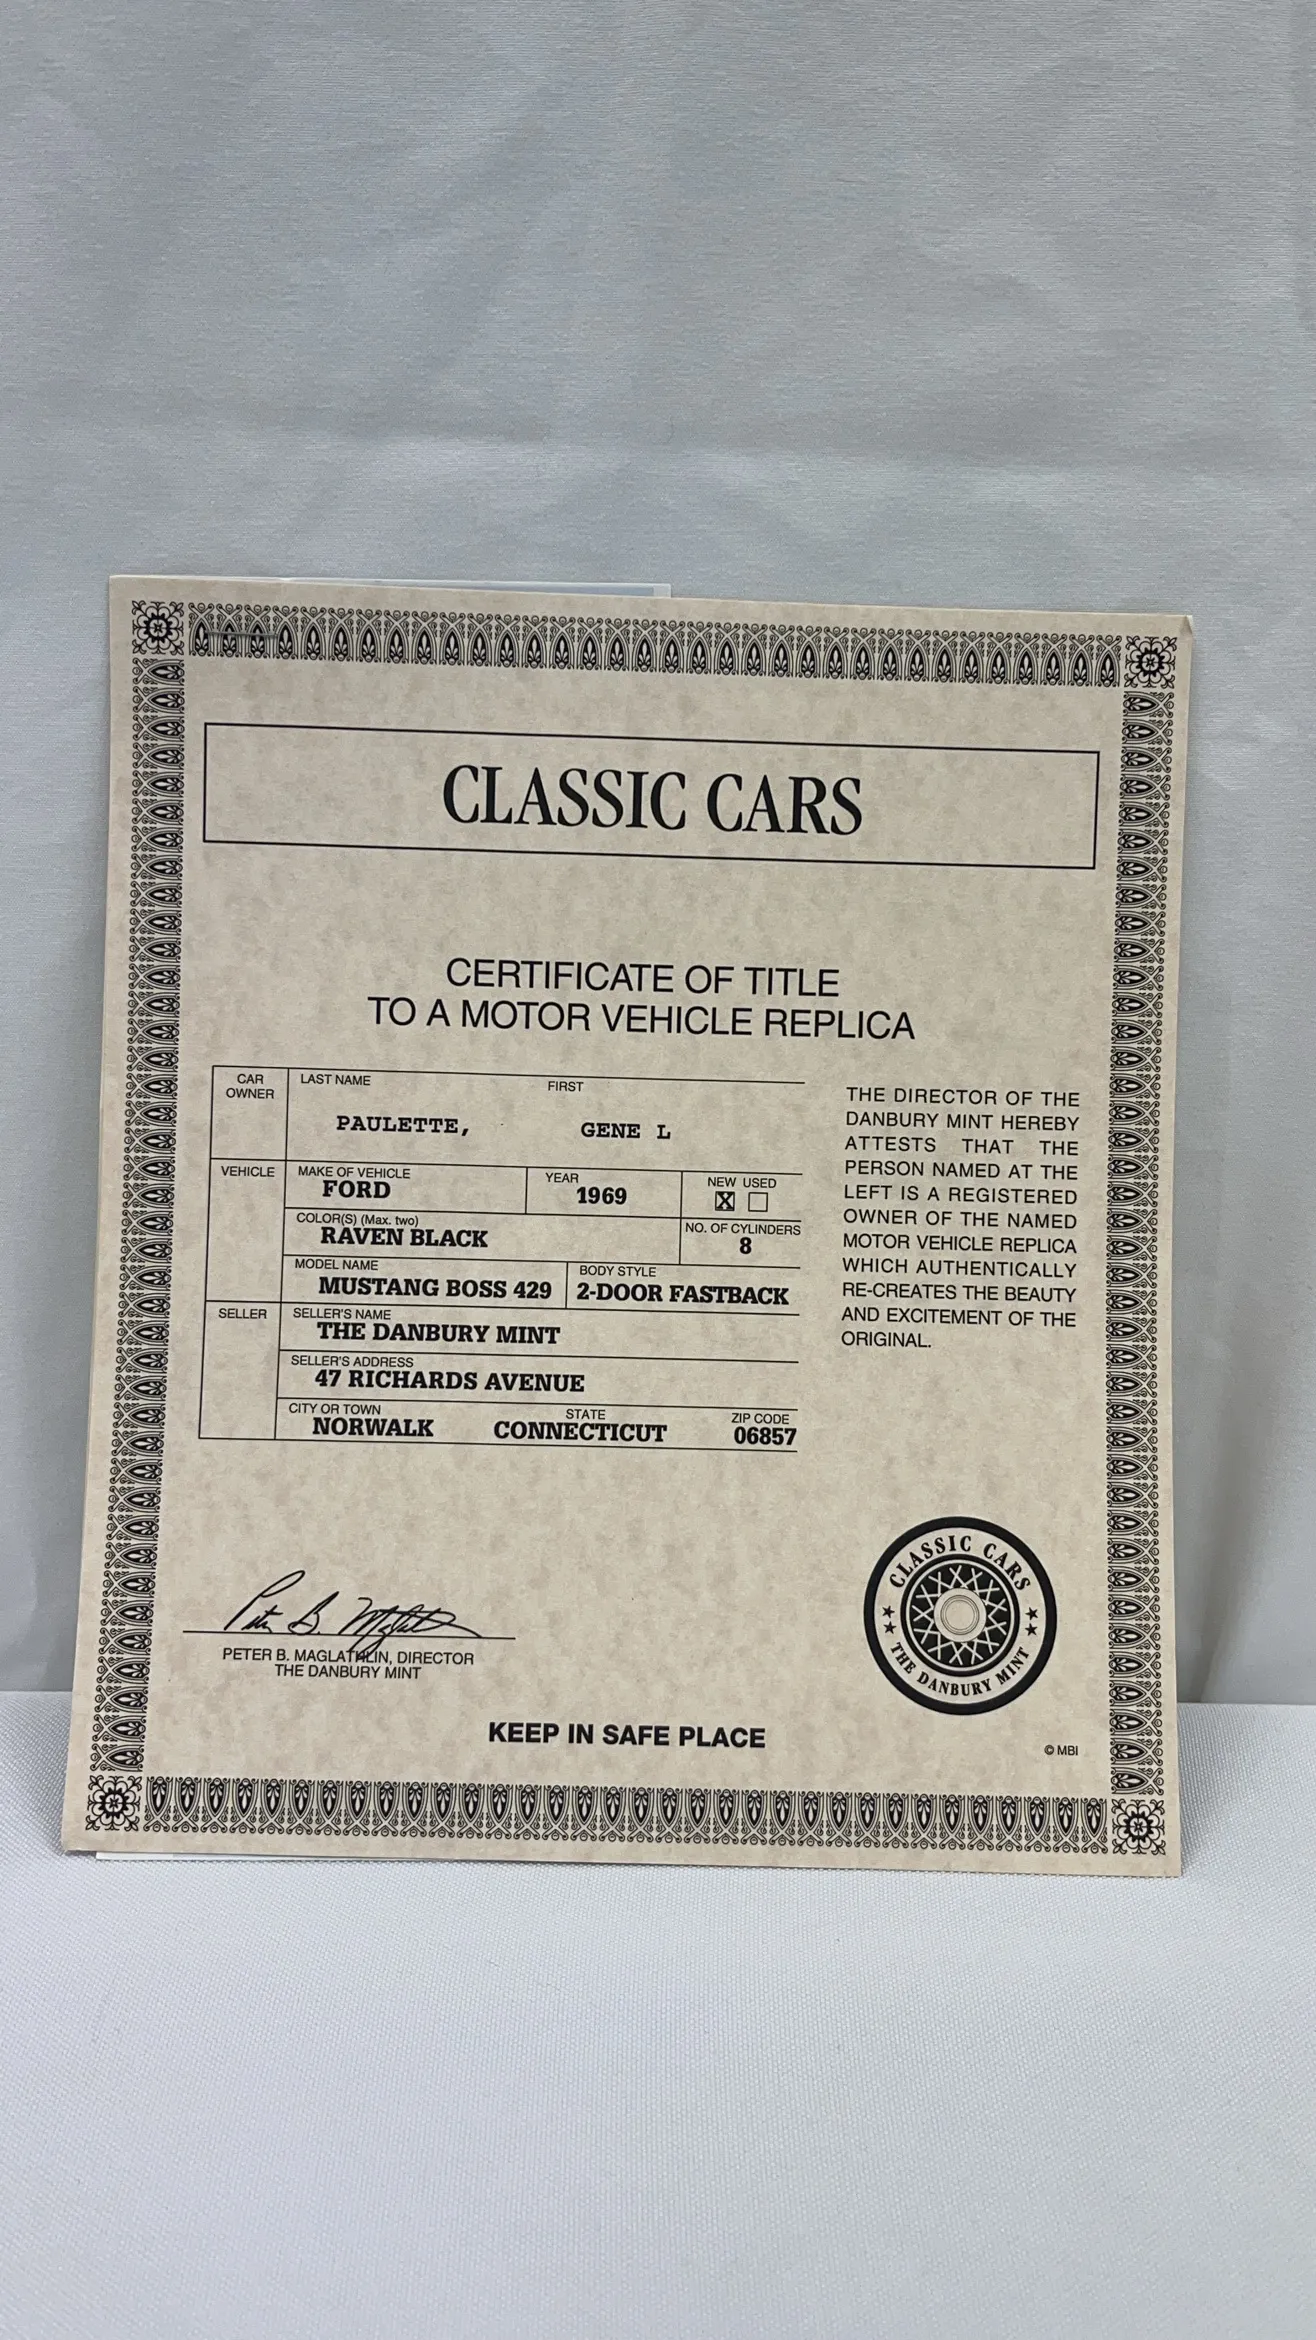 CLASSIC CARS
CERTIFICATE OF TITLE
TO A MOTOR VEHICLE REPLICA
CAR
OWNER
LAST NAME FIRST
PAULETTE, GENE L
VEHICLE
MAKE OF VEHICLE
FORD
YEAR
1969
NEW USED
X
COLOR(S) (Max. two)
RAVEN BLACK
NO. OF CYLINDERS
8
MODEL NAME
MUSTANG BOSS 429
BODY STYLE
2-DOOR FASTBACK
SELLER
SELLER'S NAME
THE DANBURY MINT
SELLER'S ADDRESS
47 RICHARDS AVENUE
CITY OR TOWN STATE ZIP CODE
NORWALK CONNECTICUT 06857
THE DIRECTOR OF THE
DANBURY MINT HEREBY
ATTESTS THAT THE
PERSON NAMED AT THE
LEFT IS A REGISTERED
OWNER OF THE NAMED
MOTOR VEHICLE REPLICA
WHICH AUTHENTICALLY
RE-CREATES THE BEAUTY
AND EXCITEMENT OF THE
ORIGINAL.
Peter B. Maglathlin
PETER B. MAGLATHLIN, DIRECTOR
THE DANBURY MINT
CLASSIC CARS
★★ THE DANBURY MINT ★★
KEEP IN SAFE PLACE
© MBI